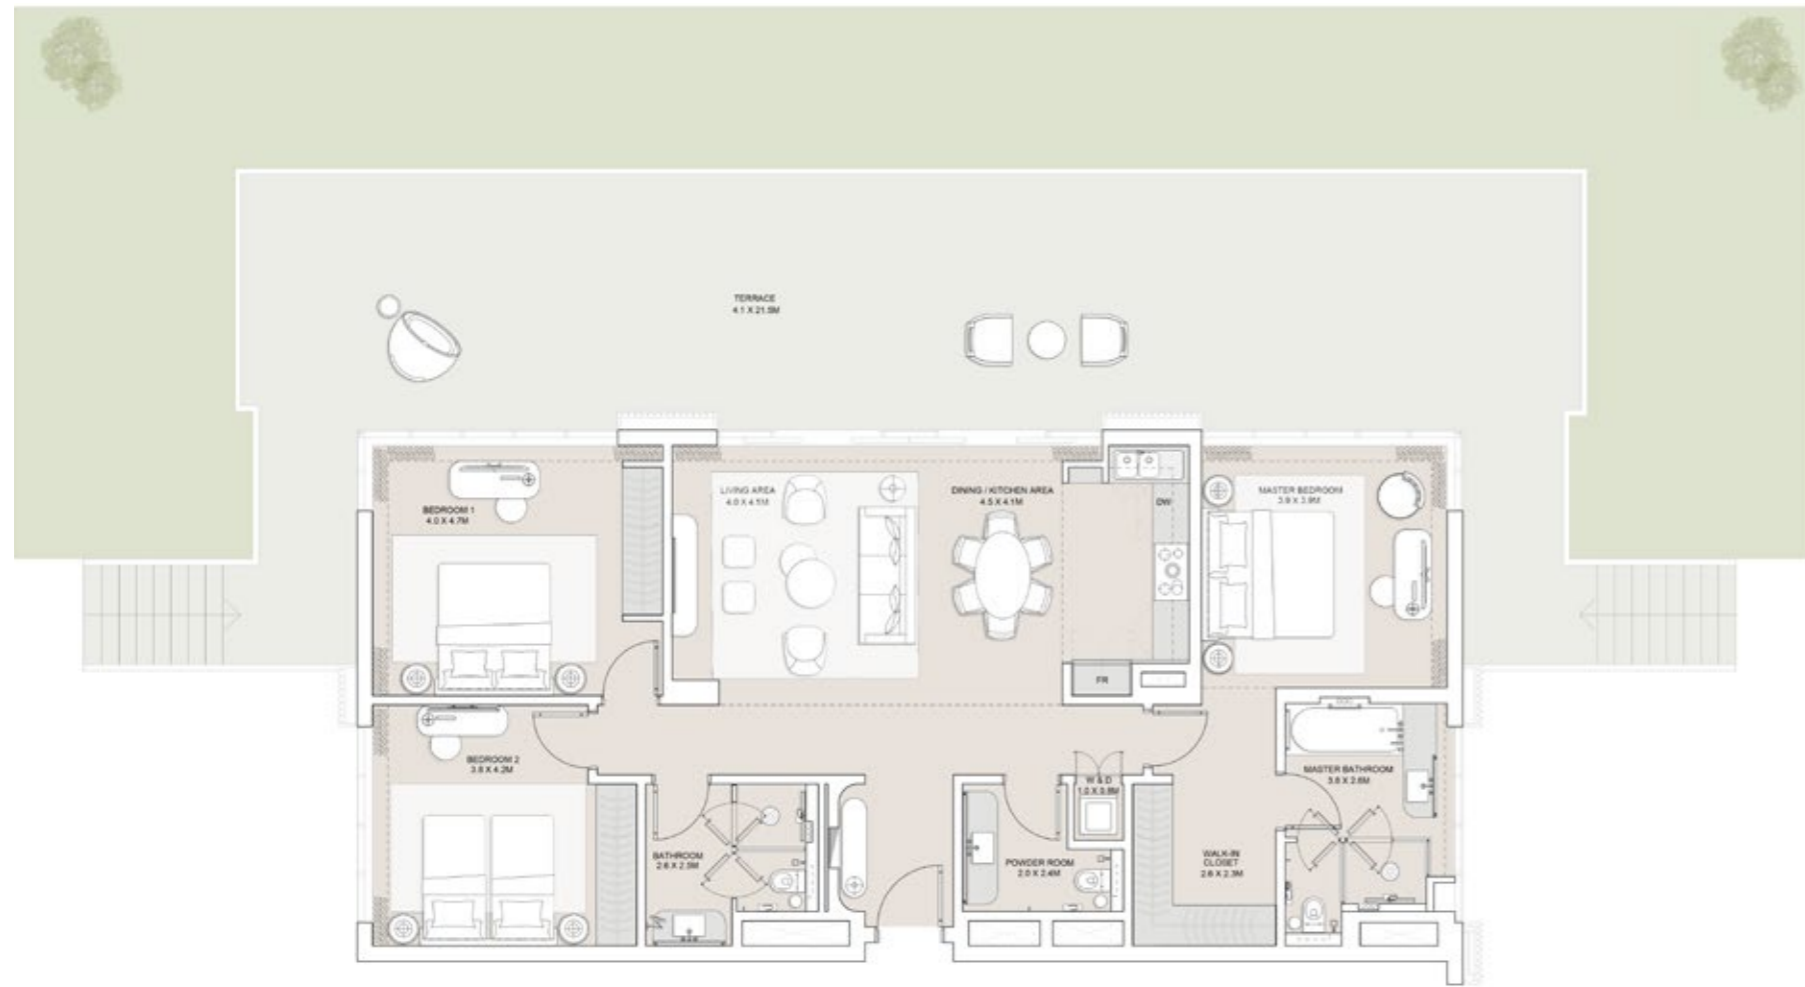 TERRACE
4.1 X 21.5M
BEDROOM 1
4.0 X 4.7M
LIVING AREA
4.0 X 4.1M
DINING / KITCHEN AREA
4.5 X 4.1M
DW
MASTER BEDROOM
3.9 X 3.9M
FR
BEDROOM 2
3.8 X 4.2M
W & D
1.0 X 0.8M
MASTER BATHROOM
3.8 X 2.6M
BATHROOM
2.6 X 2.5M
POWDER ROOM
2.0 X 2.4M
WALK-IN
CLOSET
2.6 X 2.3M